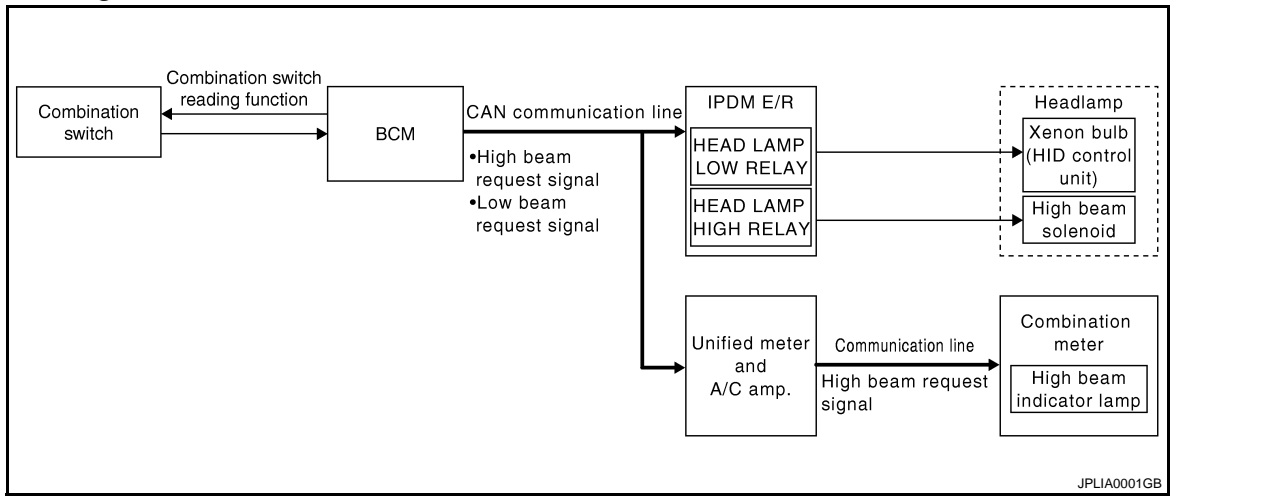 Combination switch
reading function
Combination
switch
BCM
CAN communication line
•High beam
request signal
•Low beam
request signal
IPDM E/R
HEAD LAMP
LOW RELAY
HEAD LAMP
HIGH RELAY
Headlamp
Xenon bulb
(HID control
unit)
High beam
solenoid
Unified meter
and
A/C amp.
Communication line
High beam request
signal
Combination
meter
High beam
indicator lamp
JPLIA0001GB